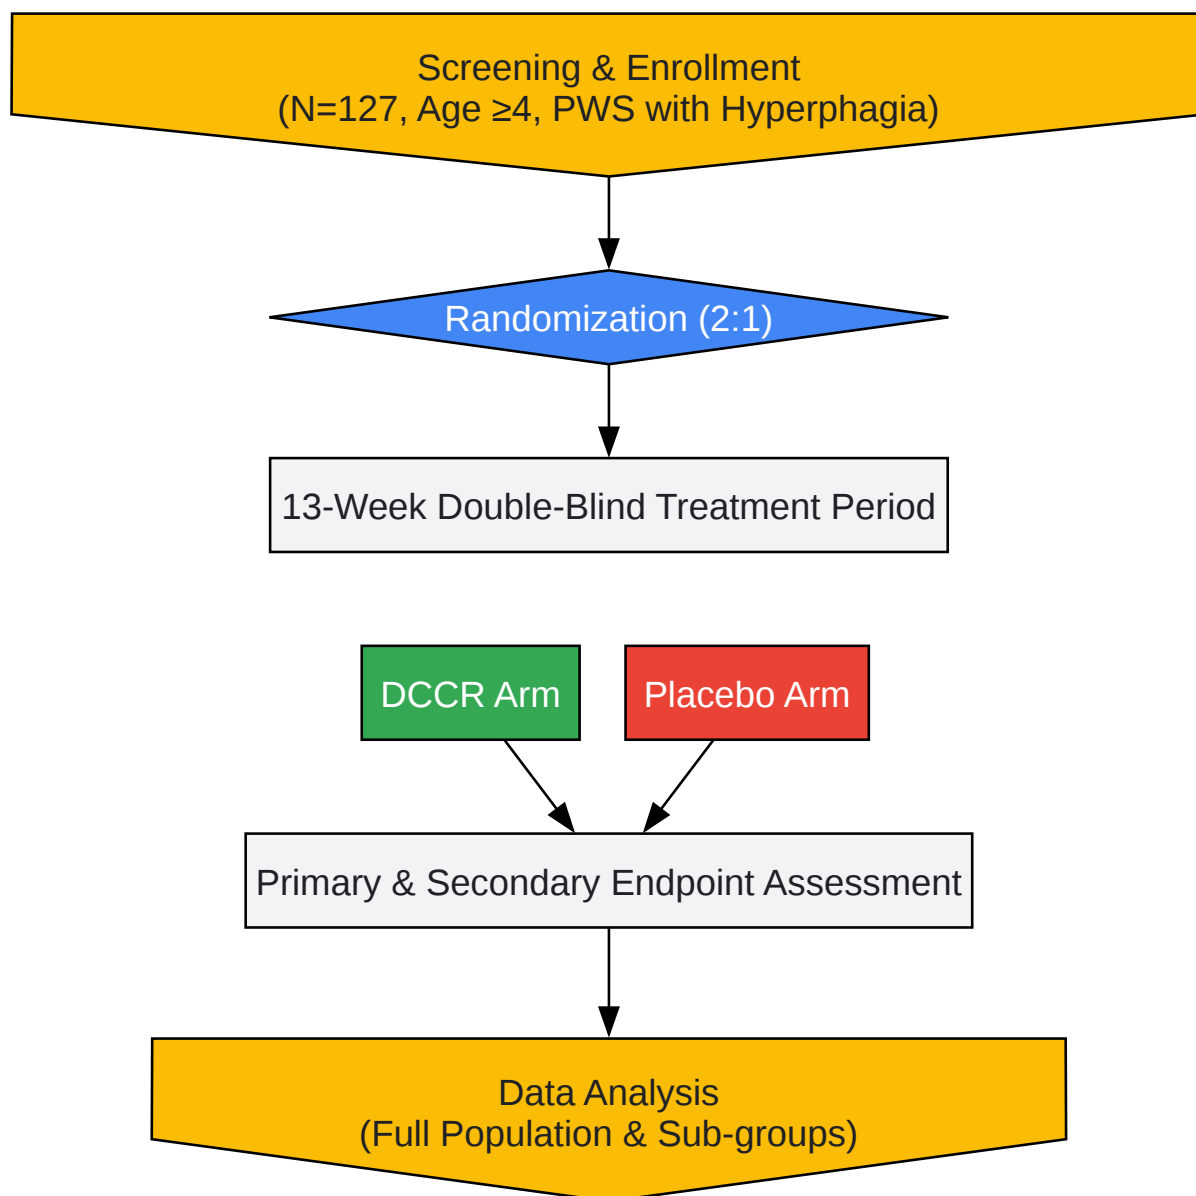 Screening & Enrollment
(N=127, Age ≥4, PWS with Hyperphagia)
Randomization (2:1)
13-Week Double-Blind Treatment Period
DCCR Arm
Placebo Arm
Primary & Secondary Endpoint Assessment
Data Analysis
(Full Population & Sub-groups)